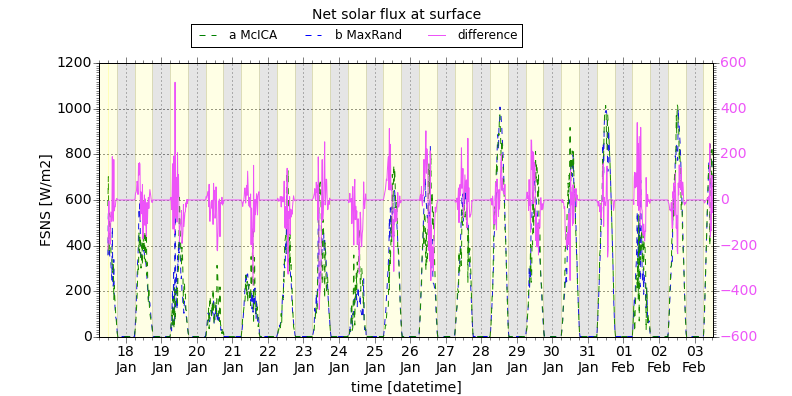 Net solar flux at surface
a McICA b MaxRand difference
1200
1000
800
600
400
200
0
FSNS [W/m2]
600
400
200
0
−200
−400
−600
18 19 20 21 22 23 24 25 26 27 28 29 30 31 01 02 03
Jan Jan Jan Jan Jan Jan Jan Jan Jan Jan Jan Jan Jan Jan Feb Feb Feb
time [datetime]